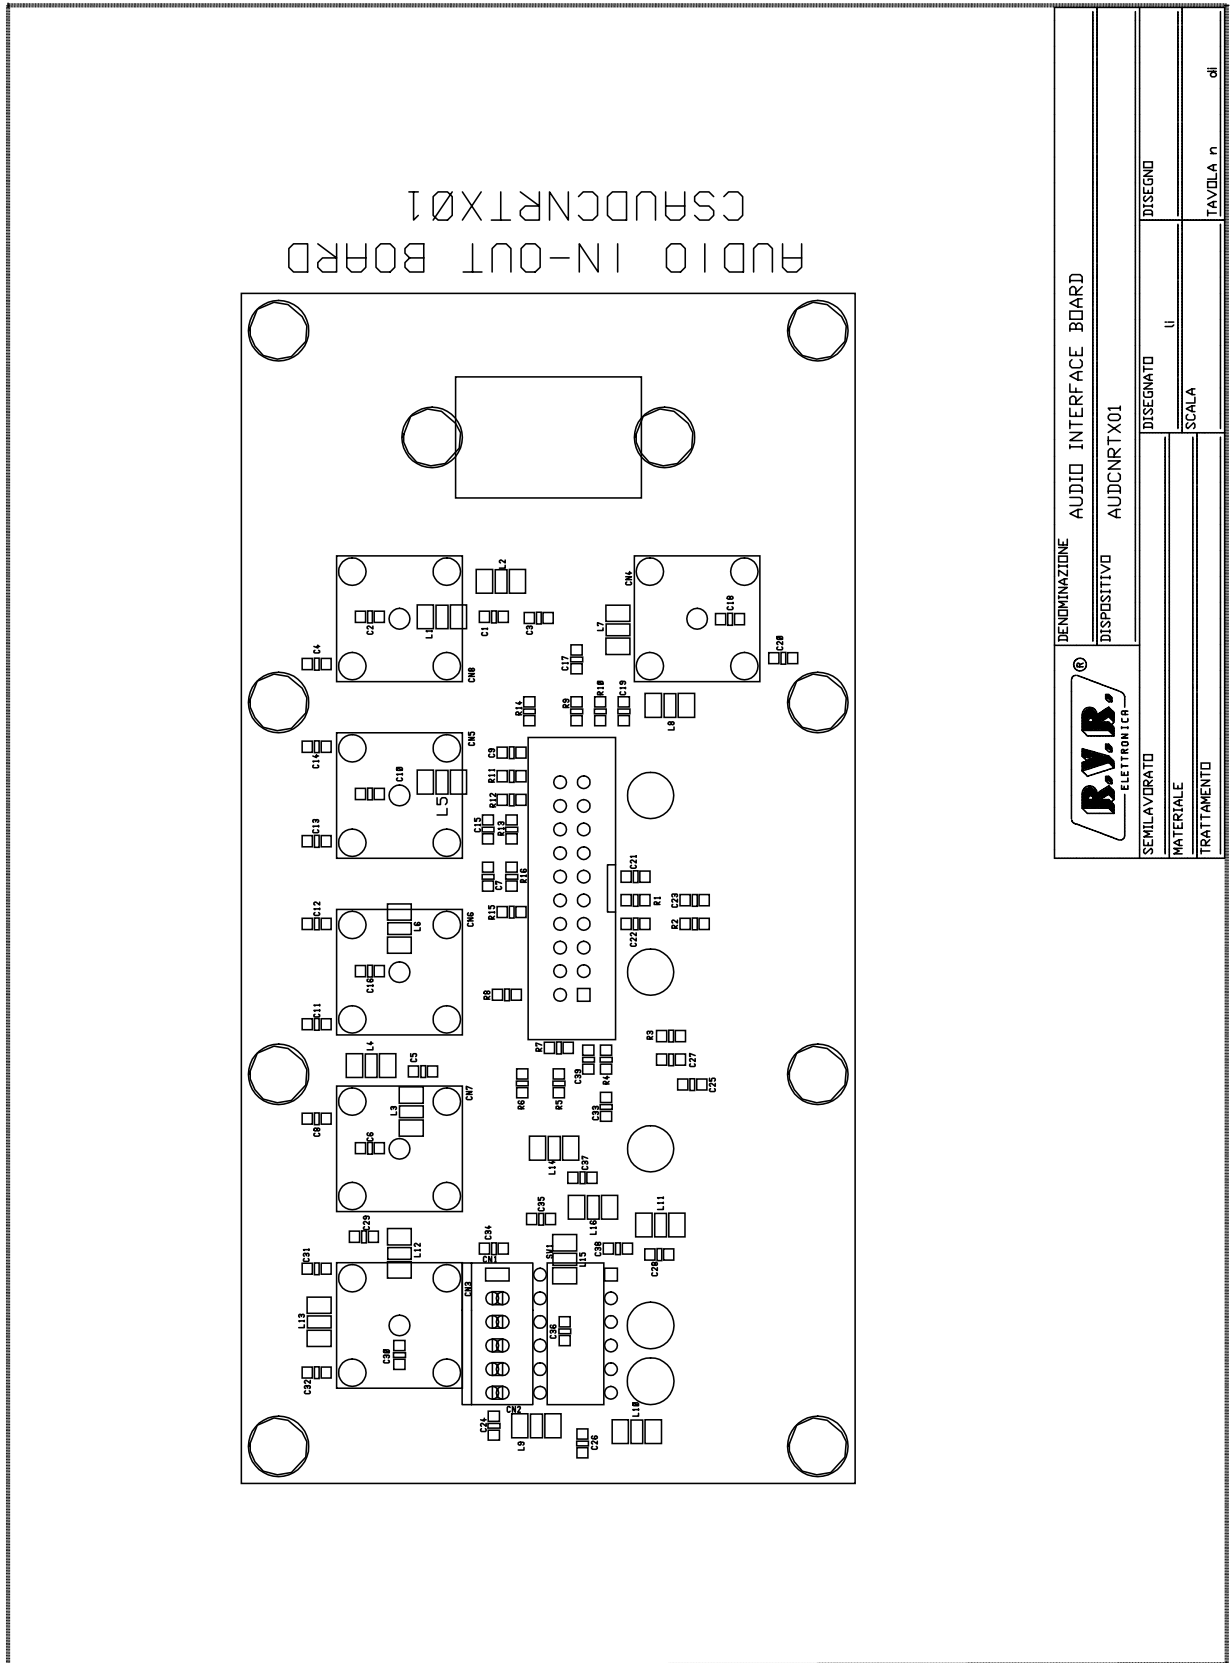 CSAUDCNRTX01
AUDIO IN-OUT BOARD
DENOMINAZIONE
AUDIO INTERFACE BOARD
DISPOSITIVO
AUDCNRTX01
R.V.R.
ELETTRONICA
®
SEMILAVORATO
MATERIALE
TRATTAMENTO
DISEGNATO
li
SCALA
DISEGNO
TAVOLA n
di
L2
C4
C2
L1
C1
C3
CN8
CN4
L7
C18
C17
C20
R14
R9
R10
C19
L8
C14
CN5
C10
L5
C9
R11
R12
C13
C15
R13
C7
R16
C21
C12
L6
CN6
R15
R1
C23
C22
R2
C16
C11
R8
L4
C5
R7
C39
R4
R3
C27
C25
C8
CN7
L3
C6
R6
R5
C33
L14
C37
C29
C35
L16
L11
C31
L12
C34
CN1
SW1
L15
C38
C28
L13
CN3
C30
C36
C32
CN2
C24
L9
C26
L10